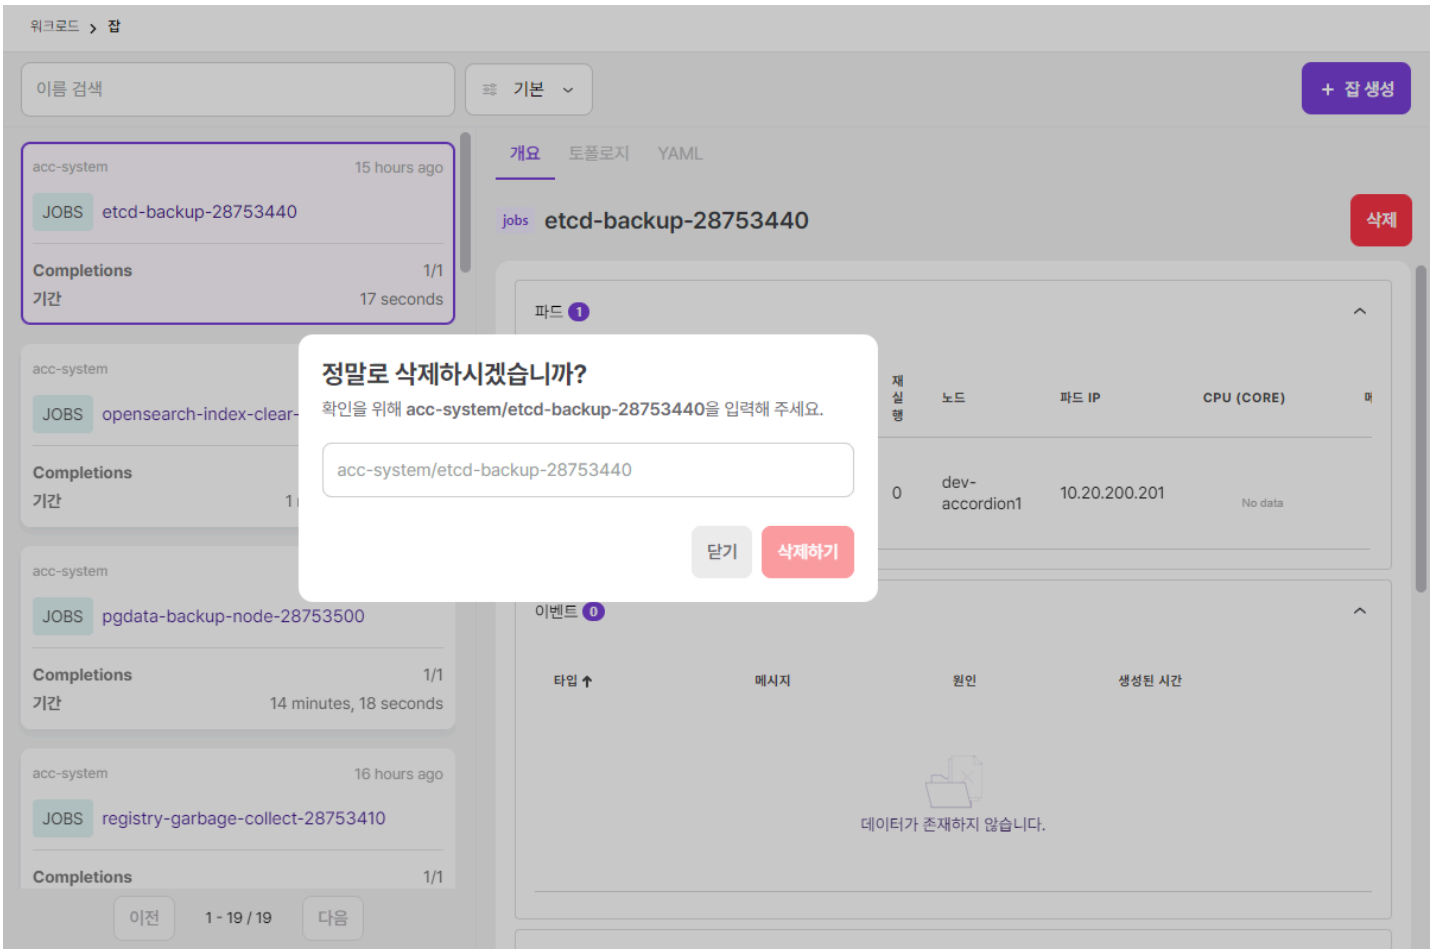 워크로드 > 잡
이름 검색
기본
+ 잡 생성
acc-system 15 hours ago
JOBS etcd-backup-28753440
Completions 1/1
기간 17 seconds
acc-system
JOBS opensearch-index-clear-
Completions
기간 1
acc-system
JOBS pgdata-backup-node-28753500
Completions 1/1
기간 14 minutes, 18 seconds
acc-system 16 hours ago
JOBS registry-garbage-collect-28753410
Completions 1/1
이전 1 - 19 / 19 다음
개요 토폴로지 YAML
jobs etcd-backup-28753440 삭제
파드 1
재실행 노드 파드 IP CPU (CORE)
0 dev-accordion1 10.20.200.201 No data
정말로 삭제하시겠습니까?
확인을 위해 acc-system/etcd-backup-28753440을 입력해 주세요.
acc-system/etcd-backup-28753440
닫기 삭제하기
이벤트 0
타입 메시지 원인 생성된 시간
데이터가 존재하지 않습니다.